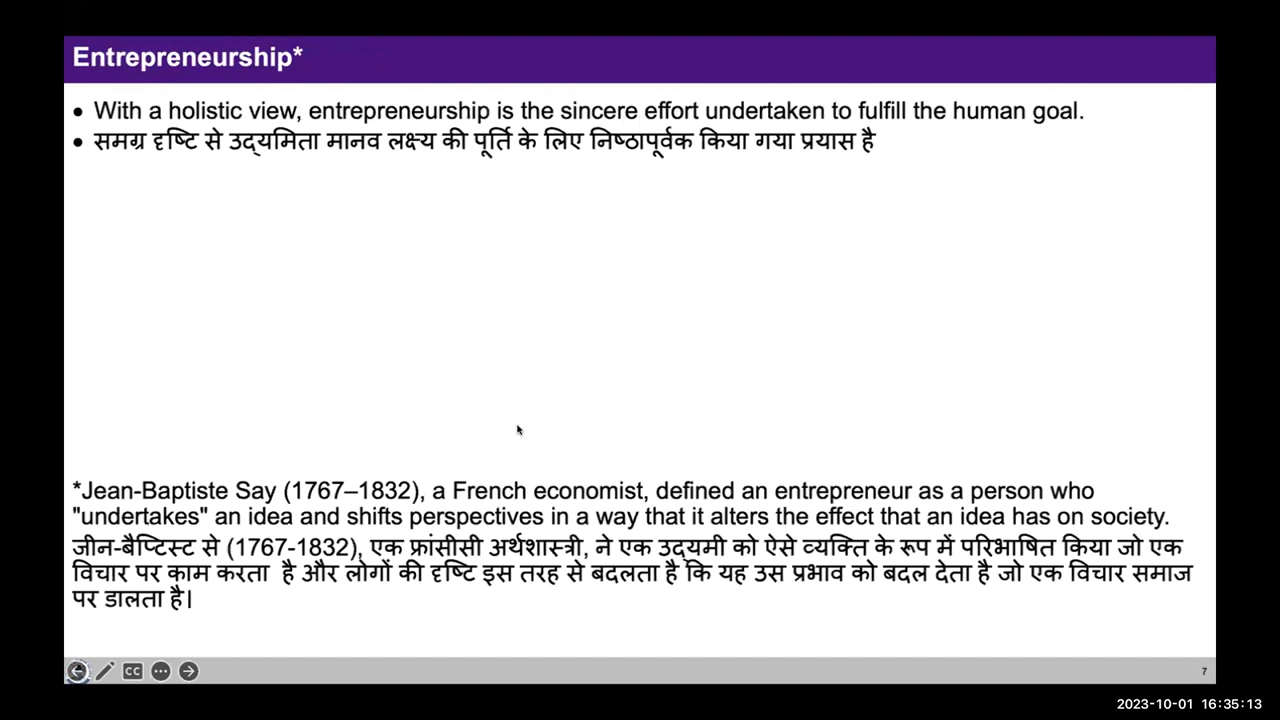 Entrepreneurship*
• With a holistic view, entrepreneurship is the sincere effort undertaken to fulfill the human goal.
• समग्र दृष्टि से उद्यमिता मानव लक्ष्य की पूर्ति के लिए निष्ठापूर्वक किया गया प्रयास है
*Jean-Baptiste Say (1767–1832), a French economist, defined an entrepreneur as a person who
"undertakes" an idea and shifts perspectives in a way that it alters the effect that an idea has on society.
जीन-बैप्टिस्ट से (1767-1832), एक फ्रांसीसी अर्थशास्त्री, ने एक उद्यमी को ऐसे व्यक्ति के रूप में परिभाषित किया जो एक
विचार पर काम करता है और लोगों की दृष्टि इस तरह से बदलता है कि यह उस प्रभाव को बदल देता है जो एक विचार समाज
पर डालता है।
CC
7
2023-10-01 16:35:13